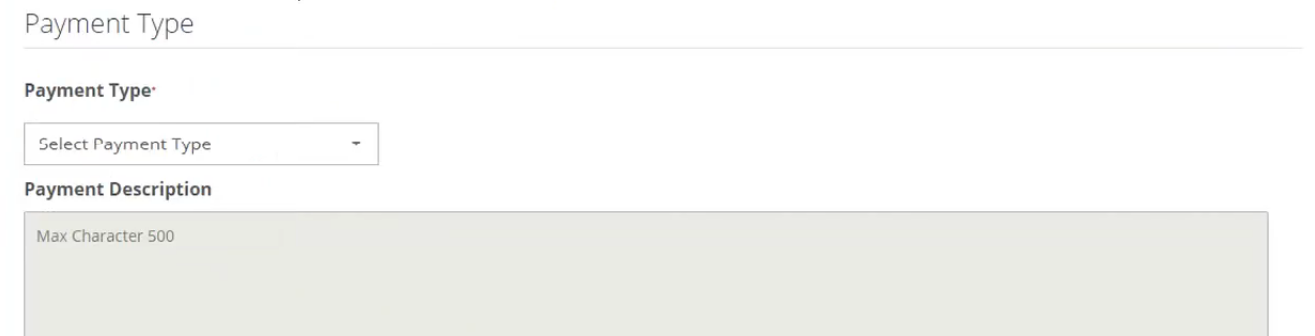 Payment Type
Payment Type*
Select Payment Type
Payment Description
Max Character 500